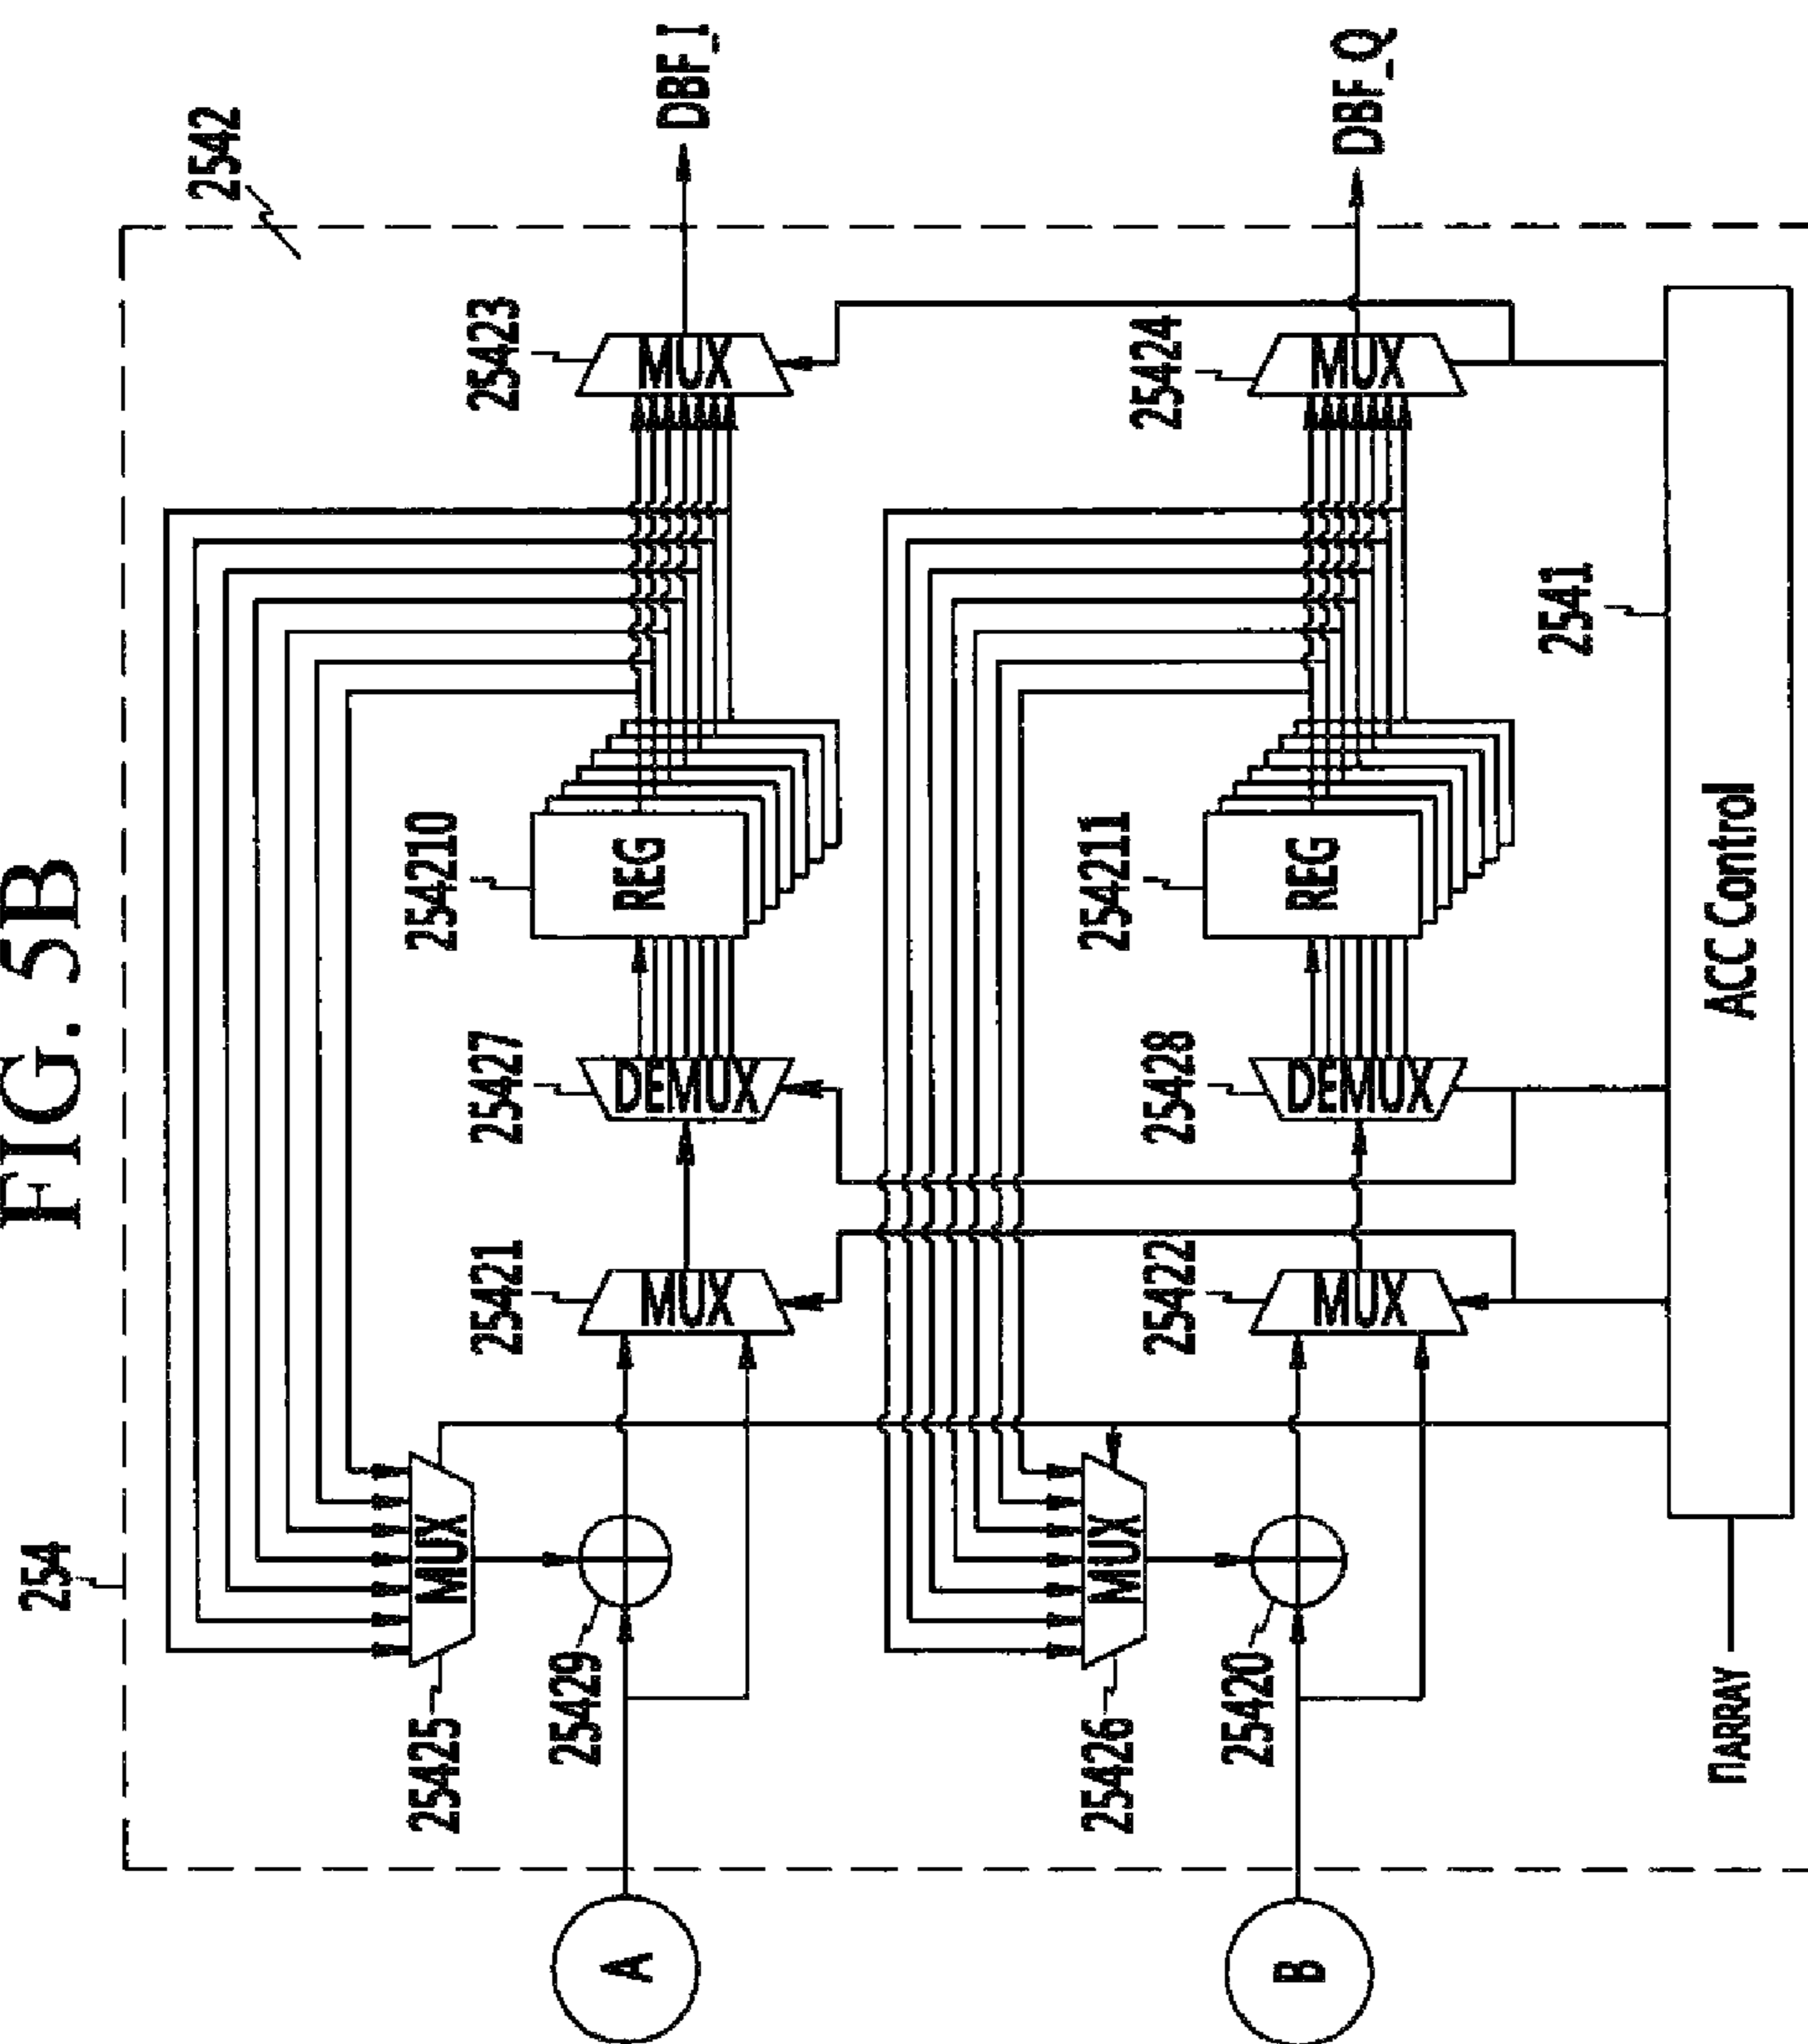 FIG. 5B
254
2542
25425
MUX
25429
A
25421
MUX
25427
DEMUX
254210
REG
25423
MUX
DBF_I
25426
MUX
25420
B
25422
MUX
25428
DEMUX
254211
REG
25424
MUX
DBF_Q
2541
ACC Control